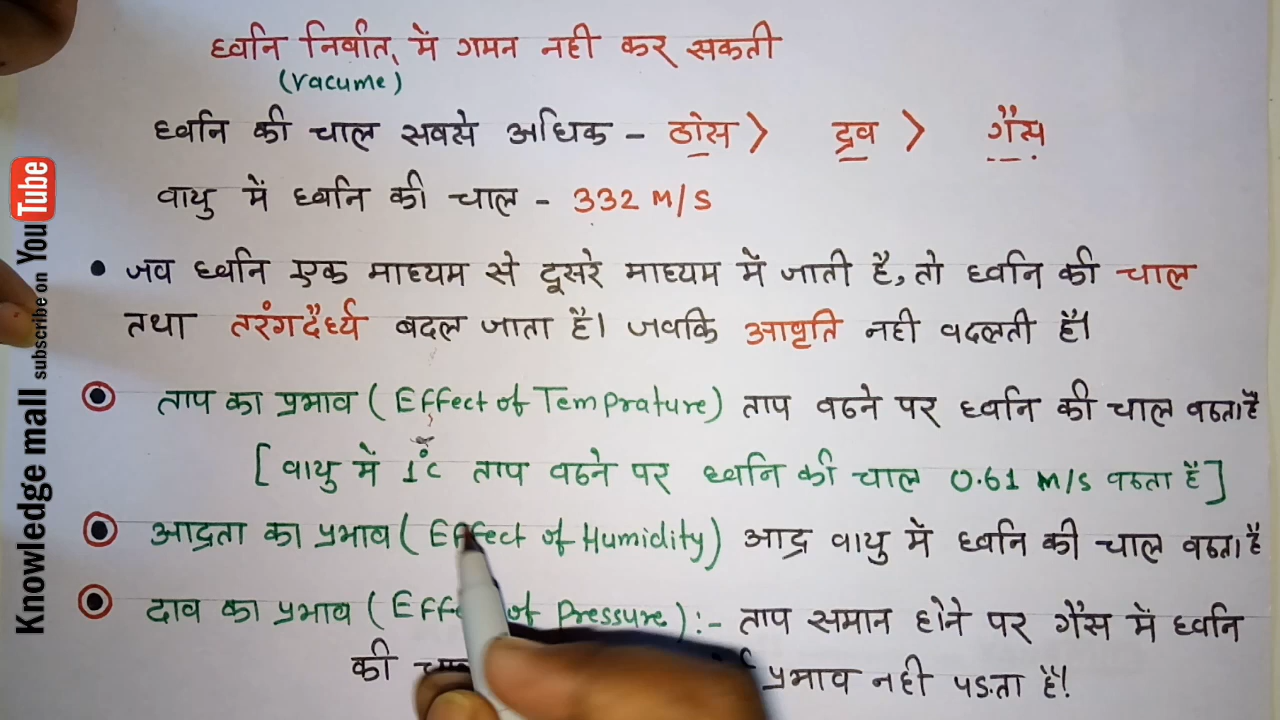 ध्वनि निर्वात, में गमन नही कर सकती
(vacume)
ध्वनि की चाल सबसे अधिक - ठोस > द्रव > गैस
वायु में ध्वनि की चाल - 332 M/S
• जब ध्वनि एक माध्यम से दूसरे माध्यम में जाती है, तो ध्वनि की चाल
तथा तरंगदैर्ध्य बदल जाता है। जबकि आवृति नही बदलती है।
ताप का प्रभाव (Effect of Temprature) ताप बढने पर ध्वनि की चाल बढता है
[वायु में 1°c ताप बढने पर ध्वनि की चाल 0.61 M/S बढता है]
आद्रता का प्रभाव (Effect of Humidity) आद्र वायु में ध्वनि की चाल बढता है
दाब का प्रभाव (Effect of Pressure):- ताप समान होने पर गैस में ध्वनि
की प्रभाव नही पड़ता है!
Knowledge mall subscribe on YouTube